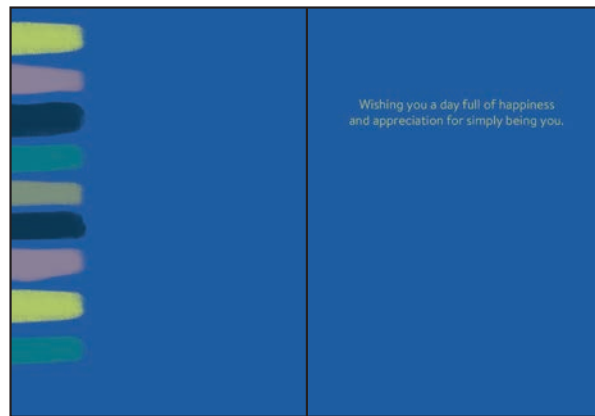 Wishing you a day full of happiness
and appreciation for simply being you.